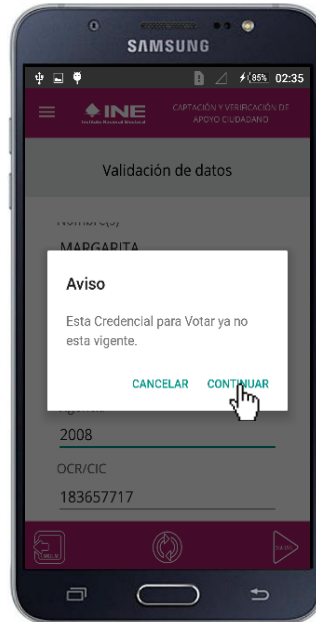 SAMSUNG
85% 02:35
INE
Instituto Nacional Electoral
CAPTACIÓN Y VERIFICACIÓN DE
APOYO CIUDADANO
Validación de datos
Nombre(s)
MARGARITA
Aviso
Esta Credencial para Votar ya no
esta vigente.
CANCELAR CONTINUAR
2008
OCR/CIC
183657717